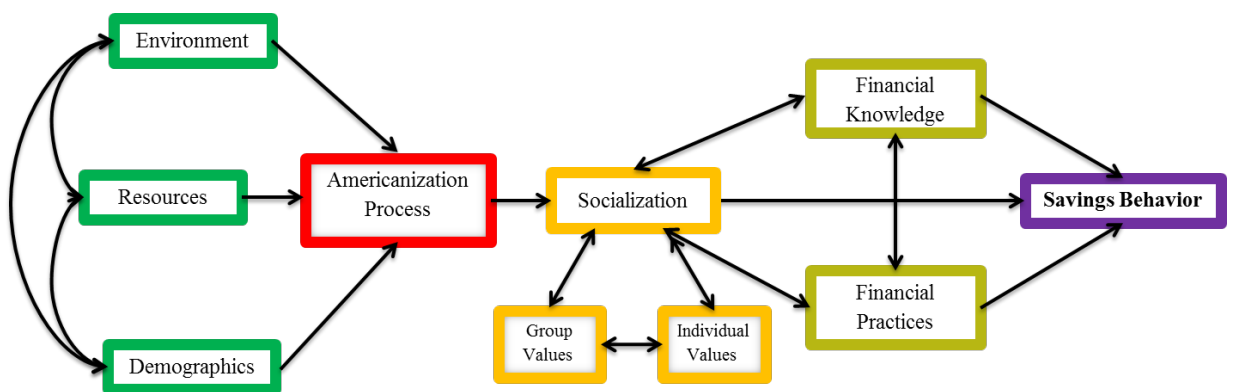 Environment
Resources
Demographics
Americanization
Process
Socialization
Group
Values
Individual
Values
Financial
Knowledge
Financial
Practices
Savings Behavior